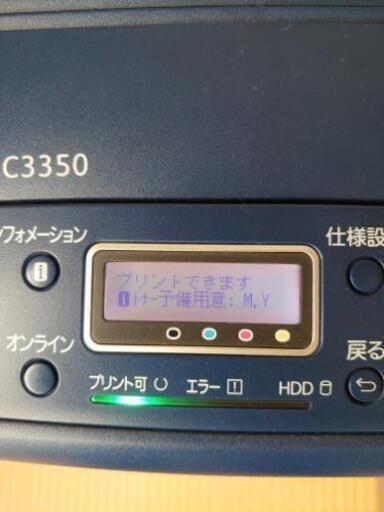 C3350
ンフォメーション
仕様設
プリントできます
ℹトナー予備用意: M,Y
オンライン
戻る
プリント可 エラー HDD